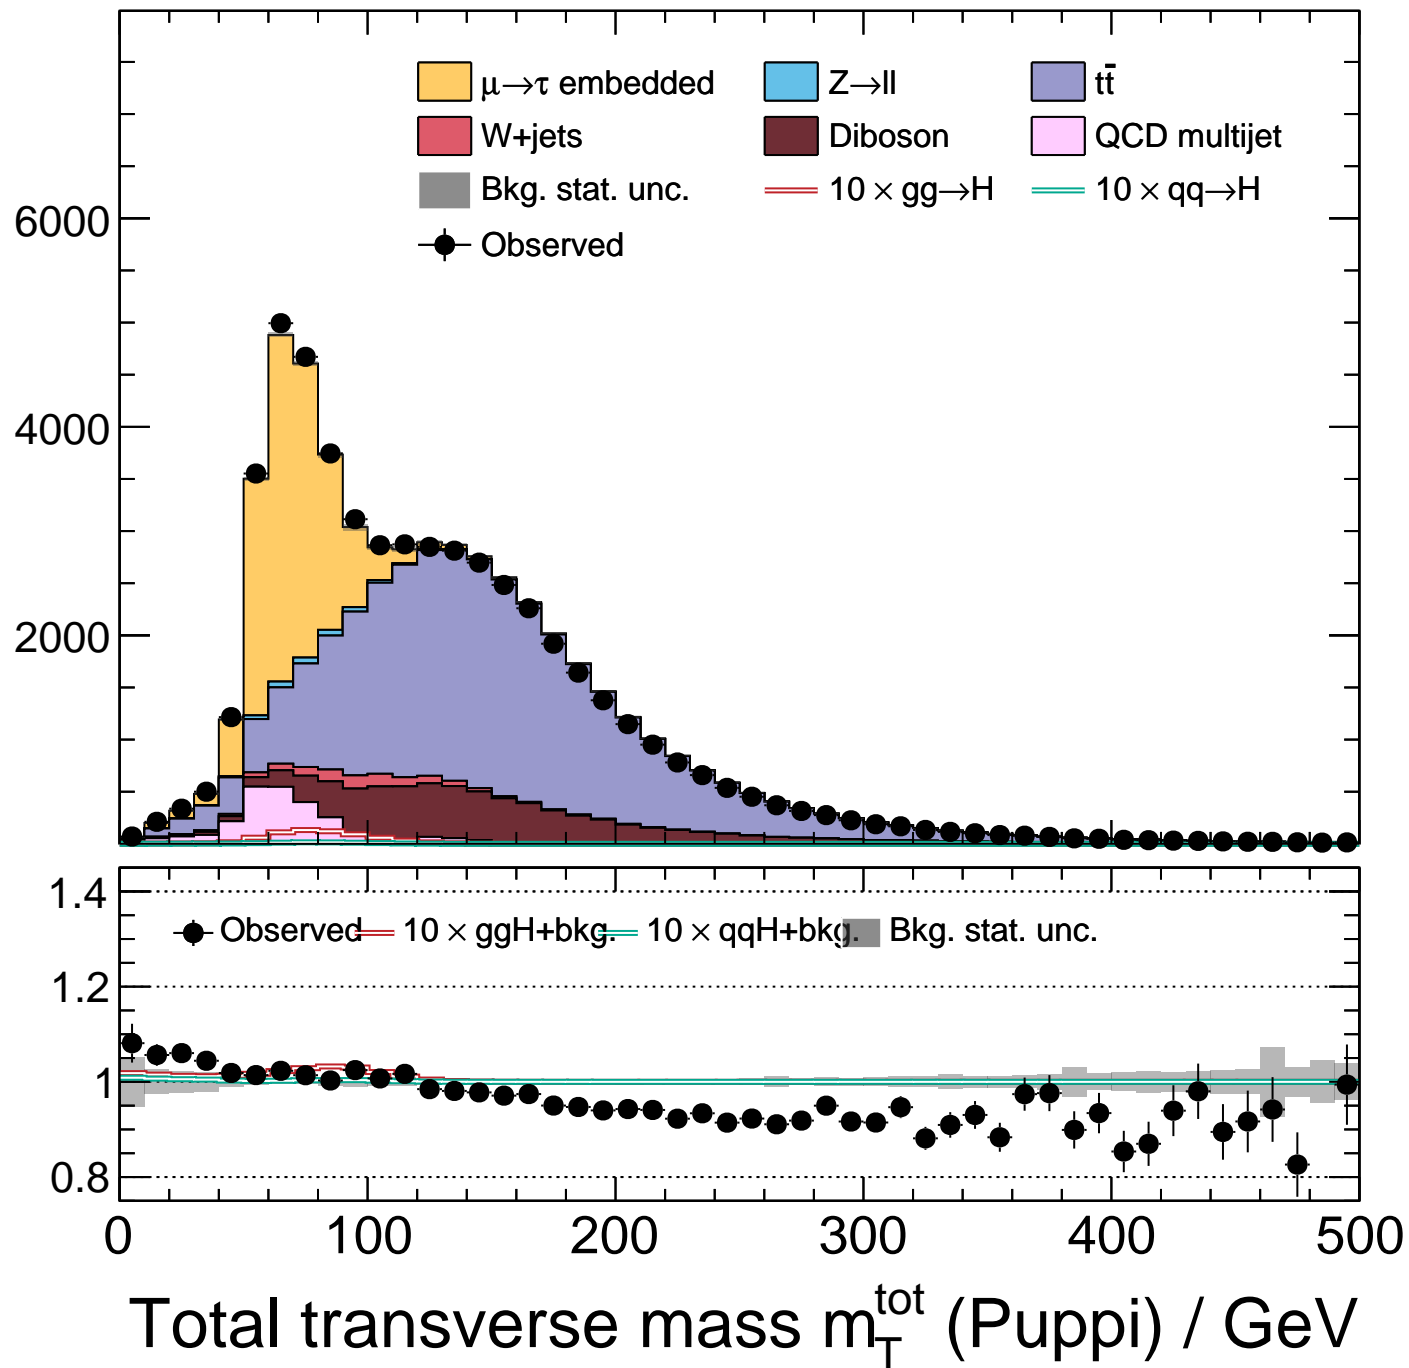 μ→τ embedded Z→ll tt̄
W+jets Diboson QCD multijet
Bkg. stat. unc. 10 × gg→H 10 × qq→H
Observed
6000
4000
2000
1.4
Observed 10 × ggH+bkg. 10 × qqH+bkg. Bkg. stat. unc.
1.2
1
0.8
0 100 200 300 400 500
Total transverse mass m_T^tot (Puppi) / GeV